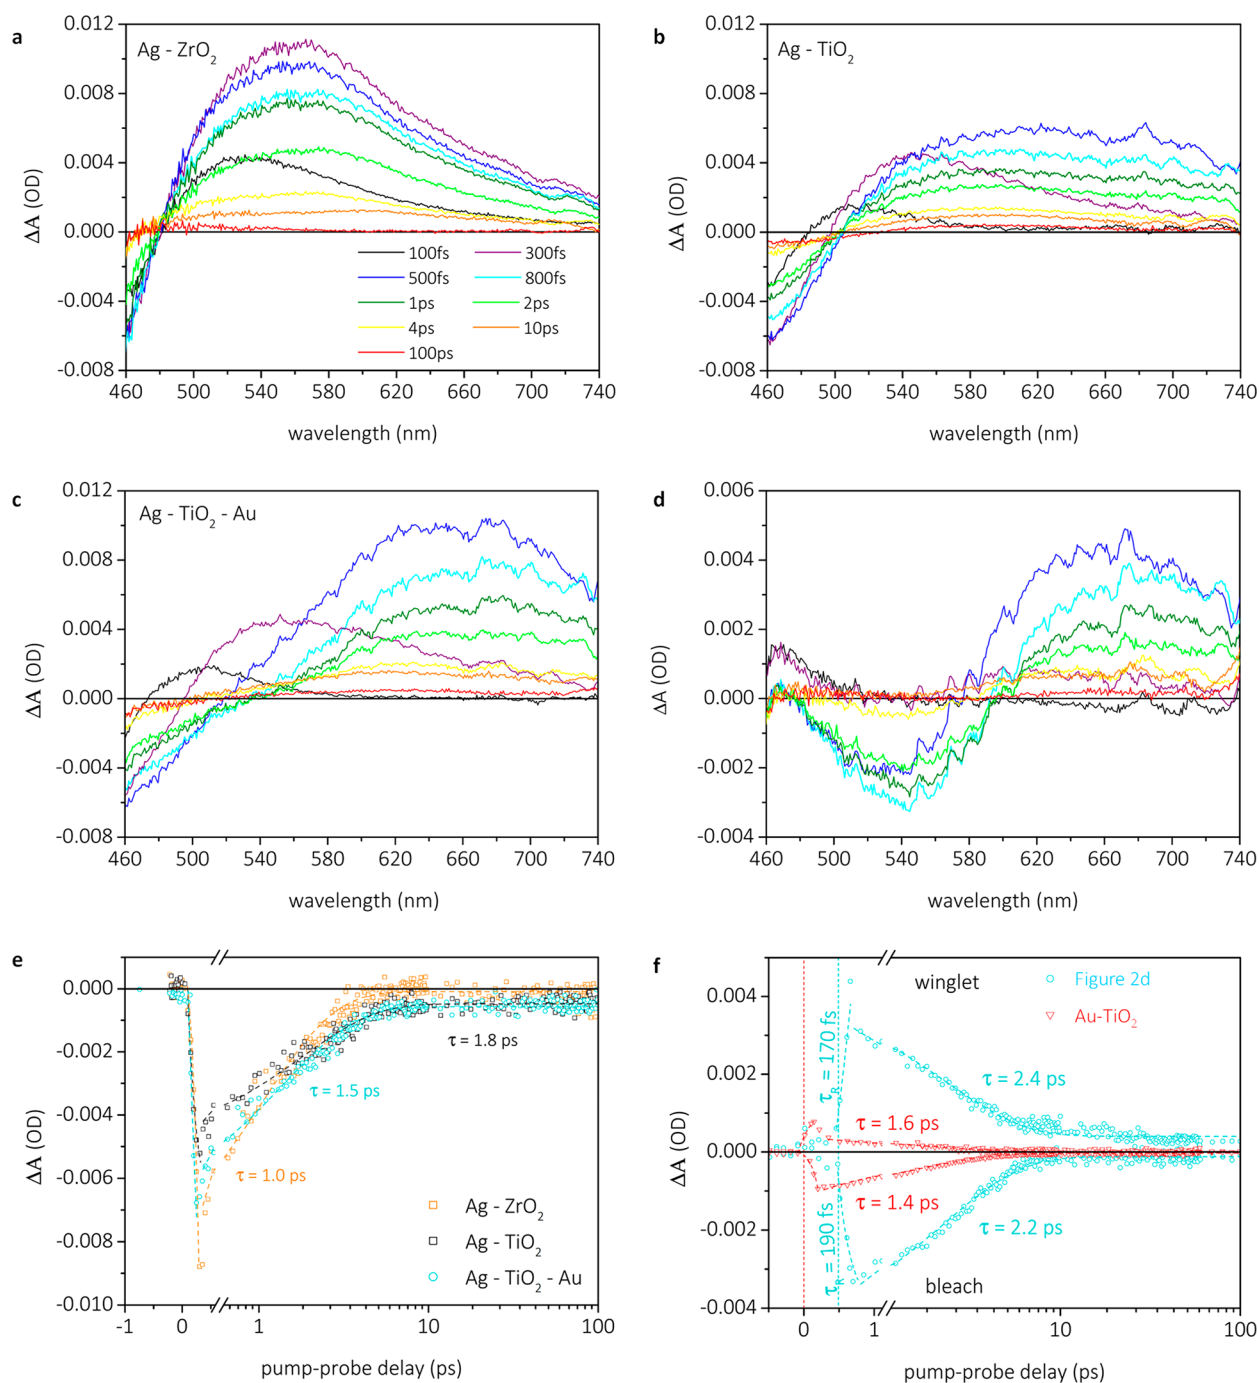 a
Ag - ZrO2
0.012
0.008
0.004
0.000
-0.004
-0.008
ΔA (OD)
100fs 300fs
500fs 800fs
1ps 2ps
4ps 10ps
100ps
460 500 540 580 620 660 700 740
wavelength (nm)
b
Ag - TiO2
0.012
0.008
0.004
0.000
-0.004
-0.008
ΔA (OD)
460 500 540 580 620 660 700 740
wavelength (nm)
c
Ag - TiO2 - Au
0.012
0.008
0.004
0.000
-0.004
-0.008
ΔA (OD)
460 500 540 580 620 660 700 740
wavelength (nm)
d
0.006
0.004
0.002
0.000
-0.002
-0.004
ΔA (OD)
460 500 540 580 620 660 700 740
wavelength (nm)
e
0.000
-0.002
-0.004
-0.006
-0.008
-0.010
ΔA (OD)
τ = 1.8 ps
τ = 1.5 ps
τ = 1.0 ps
Ag - ZrO2
Ag - TiO2
Ag - TiO2 - Au
-1 0 1 10 100
pump-probe delay (ps)
f
0.004
0.002
0.000
-0.002
-0.004
ΔA (OD)
winglet
Figure 2d
Au-TiO2
τR = 170 fs
τ = 2.4 ps
τ = 1.6 ps
τ = 1.4 ps
τR = 190 fs
τ = 2.2 ps
bleach
0 1 10 100
pump-probe delay (ps)